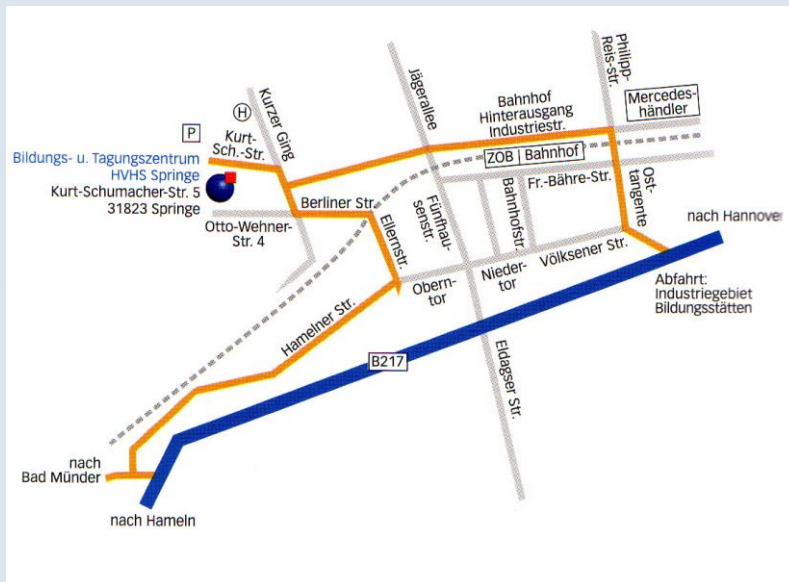 Philipp-
Reis-str.
Jägerallee
Mercedes-
händler
Bahnhof
Hinterausgang
Industriestr.
H
Kurzer Ging
P
Kurt-
Sch.-Str.
Bildungs- u. Tagungszentrum
HVHS Springe
Kurt-Schumacher-Str. 5
31823 Springe
ZOB Bahnhof
Fr.-Bähre-Str.
Ost-
tangente
Berliner Str.
Otto-Wehner-
Str. 4
Ellernstr.
Fünfhau-
senstr.
Bahnhofstr.
nach Hannover
Völksener Str.
Obern-
tor
Nieder-
tor
Abfahrt:
Industriegebiet
Bildungsstätten
Hamelner Str.
B217
Eldagser Str.
nach
Bad Münder
nach Hameln